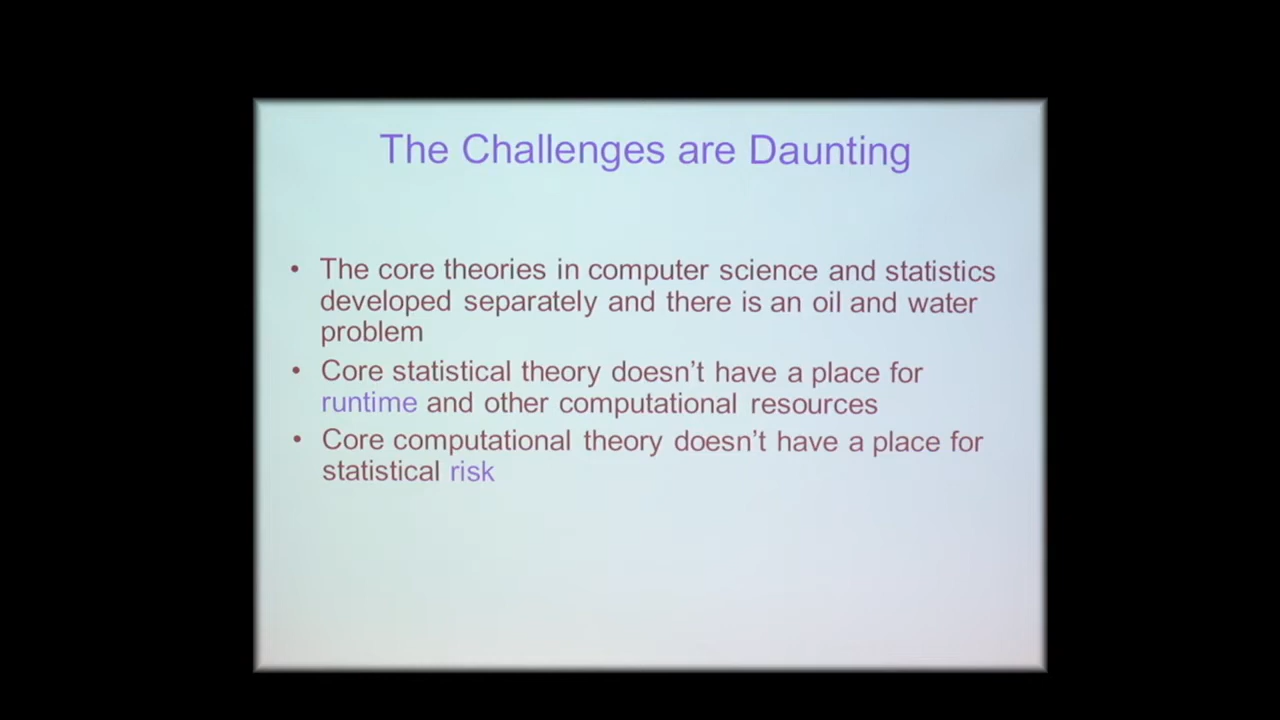 The Challenges are Daunting
• The core theories in computer science and statistics
developed separately and there is an oil and water
problem
• Core statistical theory doesn't have a place for
runtime and other computational resources
• Core computational theory doesn't have a place for
statistical risk